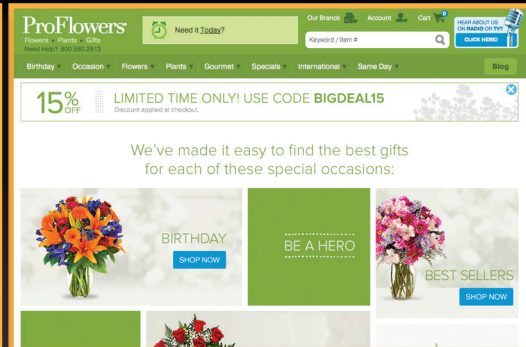 ProFlowers®
Flowers • Plants • Gifts
Need Help? 800.580.2913
Need it Today?
Our Brands
Account
Cart
0
Keyword / Item #
HEAR ABOUT US
ON RADIO OR TV?
CLICK HERE!
Birthday Occasion Flowers Plants Gourmet Specials International Same Day Blog
15% OFF
LIMITED TIME ONLY! USE CODE BIGDEAL15
Discount applied at checkout.
We've made it easy to find the best gifts
for each of these special occasions:
BIRTHDAY
SHOP NOW
BE A HERO
BEST SELLERS
SHOP NOW